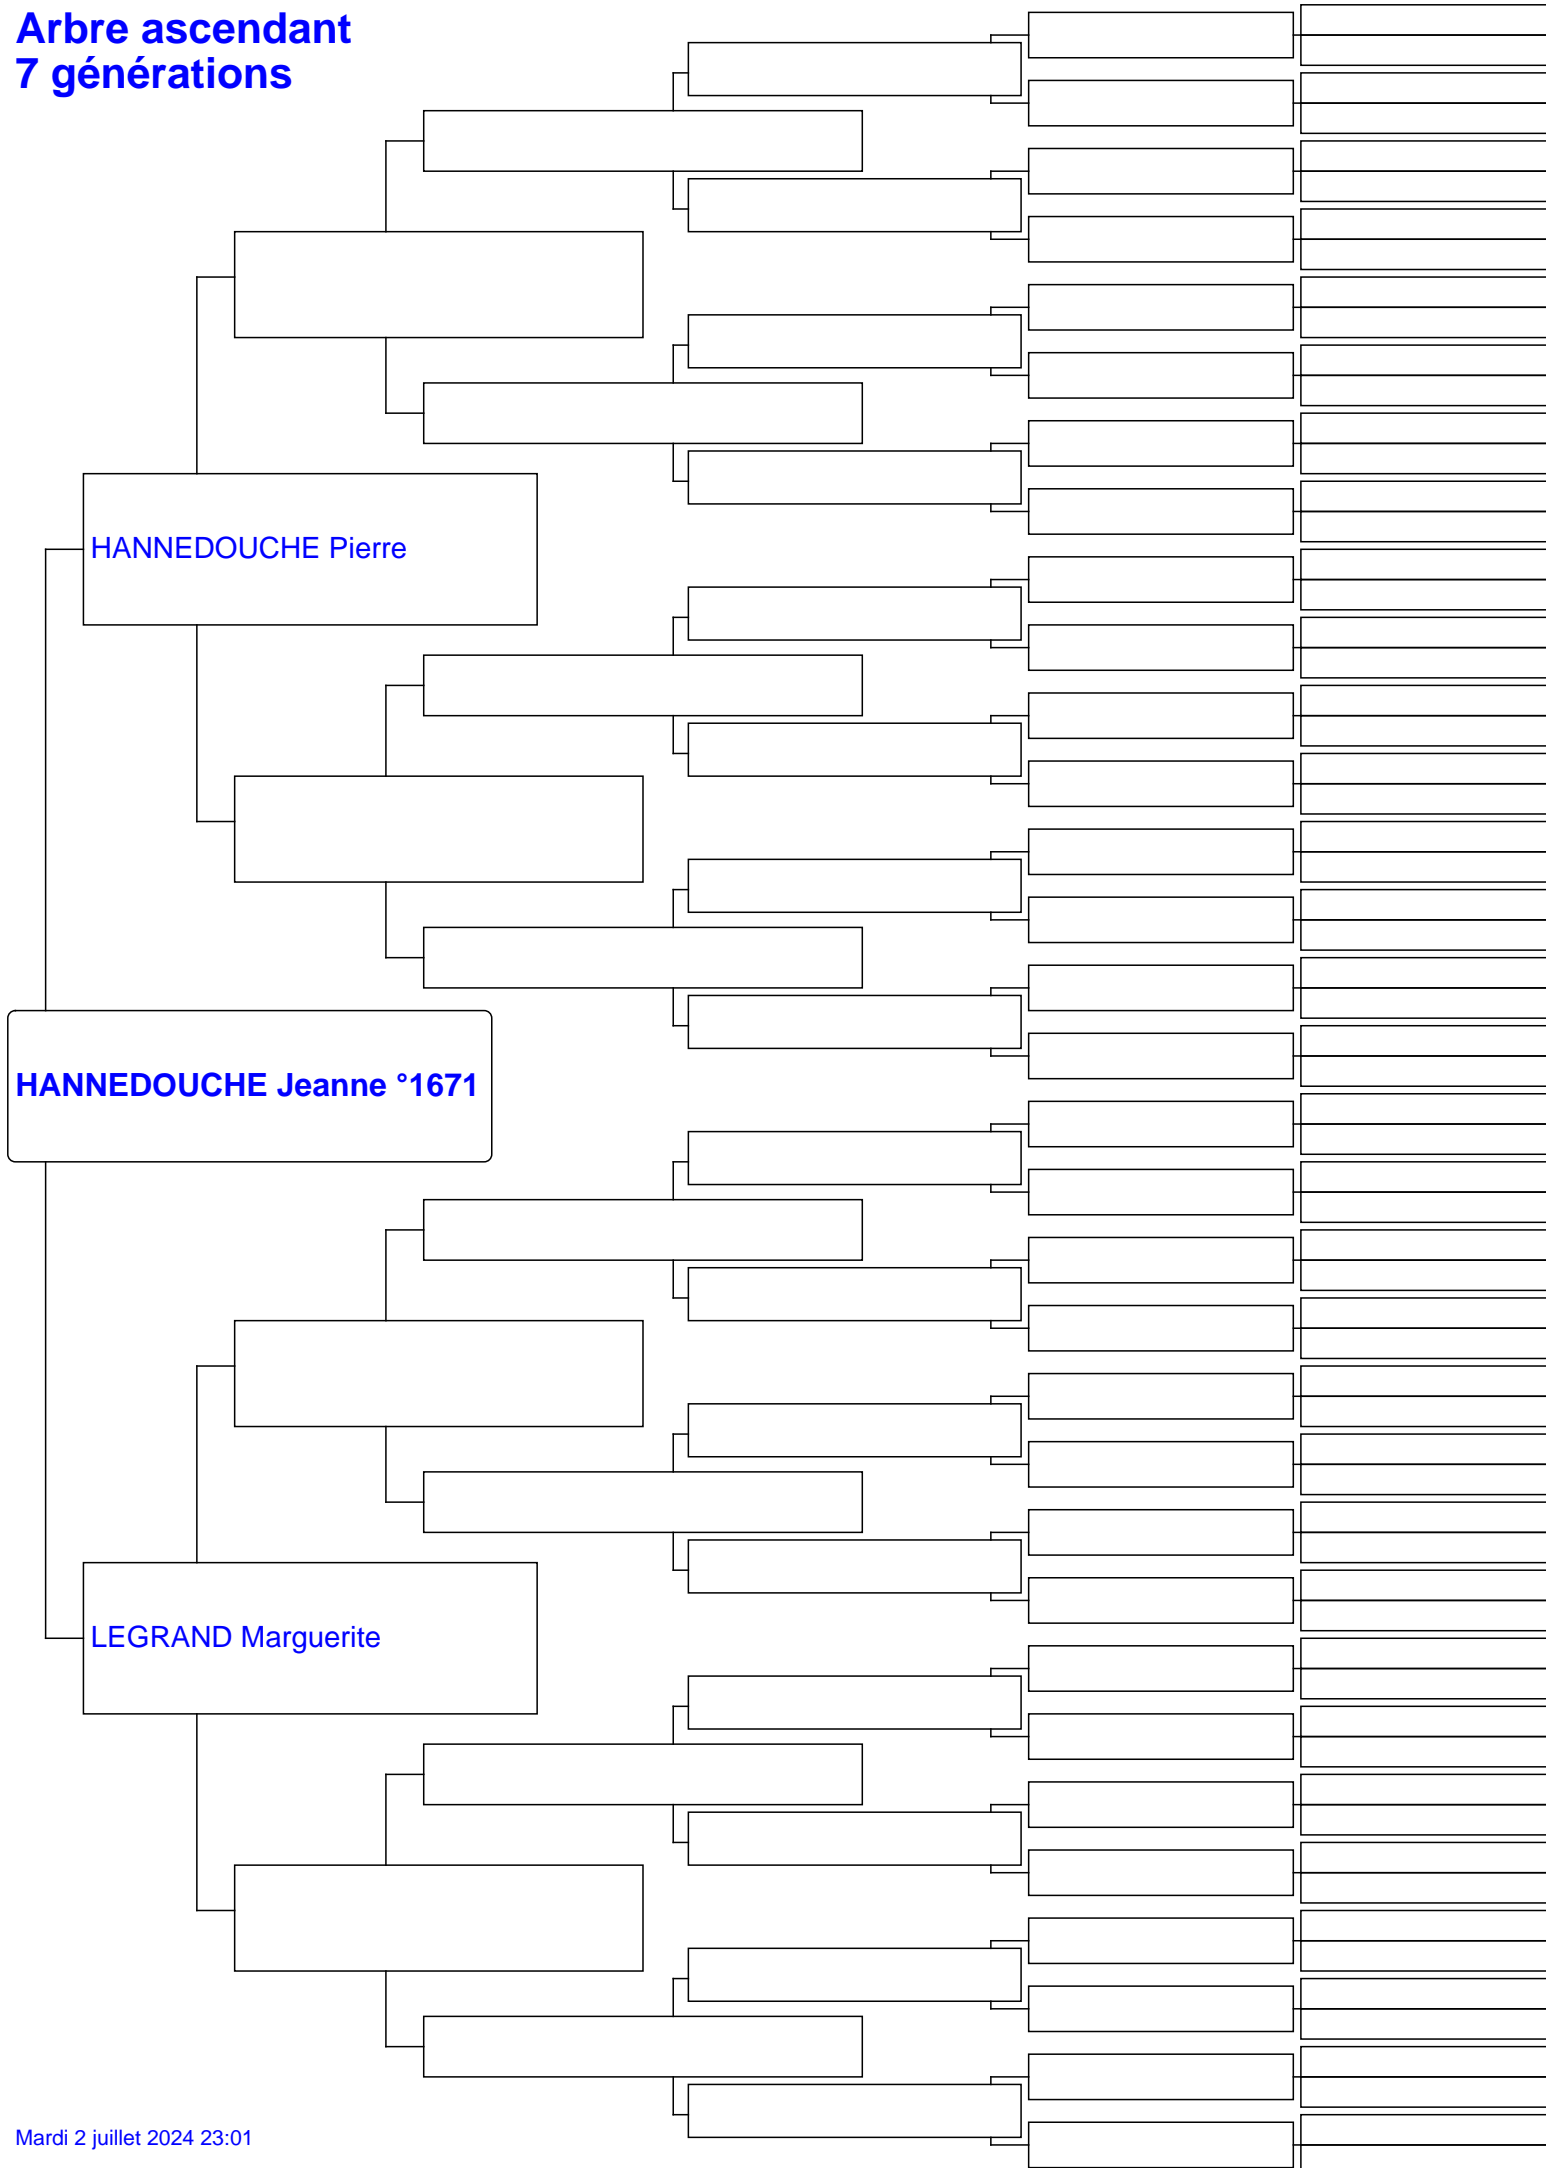 Arbre ascendant
7 générations
HANNEDOUCHE Pierre
HANNEDOUCHE Jeanne °1671
LEGRAND Marguerite
Mardi 2 juillet 2024 23:01